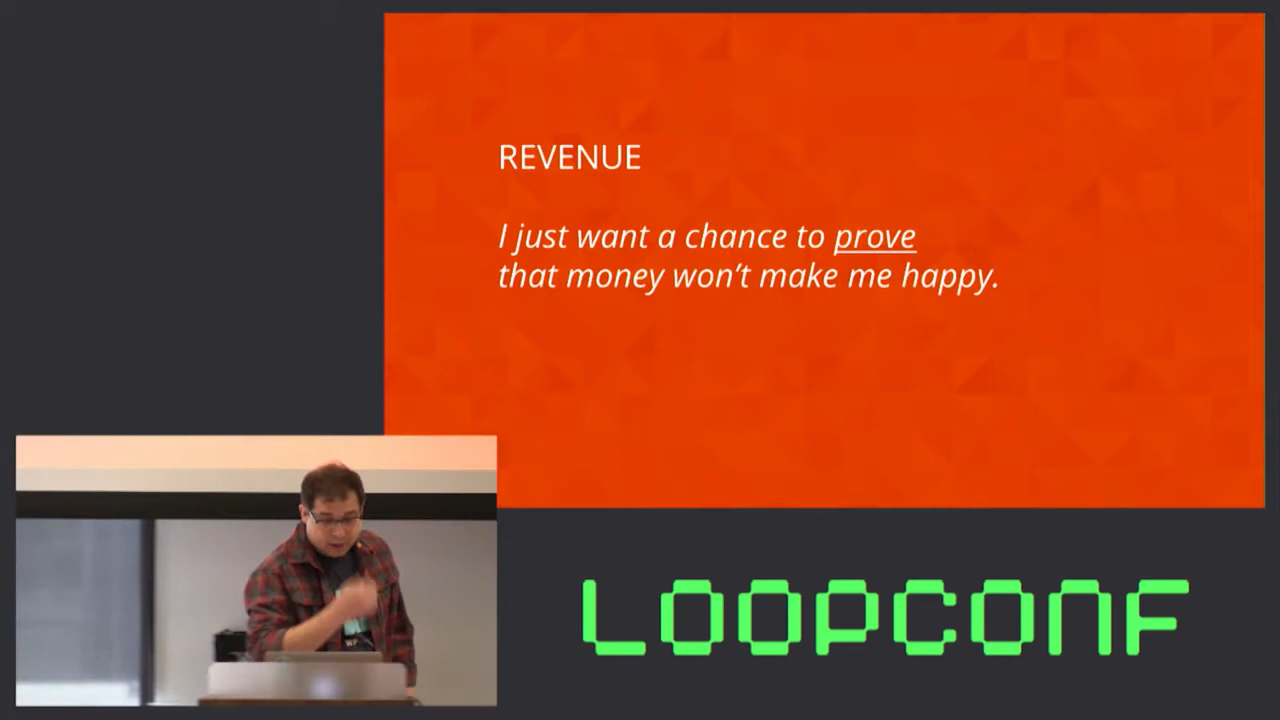 REVENUE
I just want a chance to prove
that money won't make me happy.
LOOPCONF